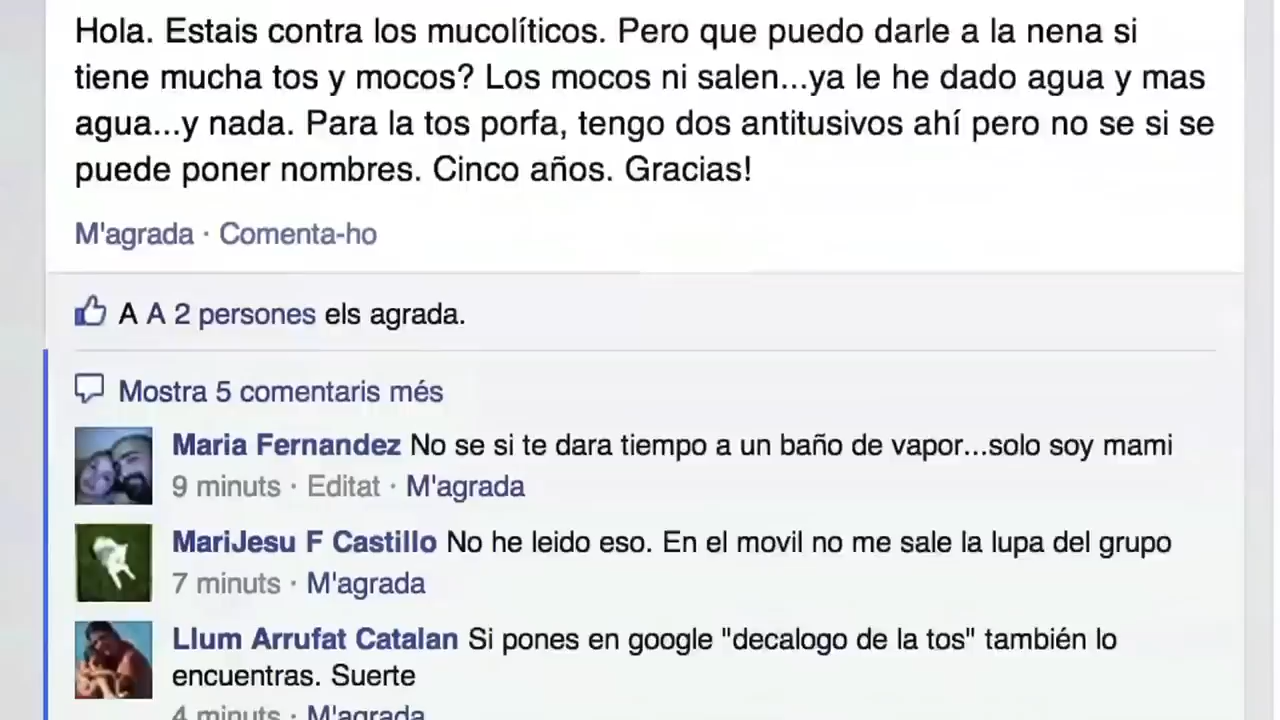 Hola. Estais contra los mucolíticos. Pero que puedo darle a la nena si
tiene mucha tos y mocos? Los mocos ni salen...ya le he dado agua y mas
agua...y nada. Para la tos porfa, tengo dos antitusivos ahí pero no se si se
puede poner nombres. Cinco años. Gracias!
M'agrada · Comenta-ho
A A 2 persones els agrada.
Mostra 5 comentaris més
Maria Fernandez No se si te dara tiempo a un baño de vapor...solo soy mami
9 minuts · Editat · M'agrada
MariJesu F Castillo No he leido eso. En el movil no me sale la lupa del grupo
7 minuts · M'agrada
Llum Arrufat Catalan Si pones en google "decalogo de la tos" también lo
encuentras. Suerte
4 minuts · M'agrada